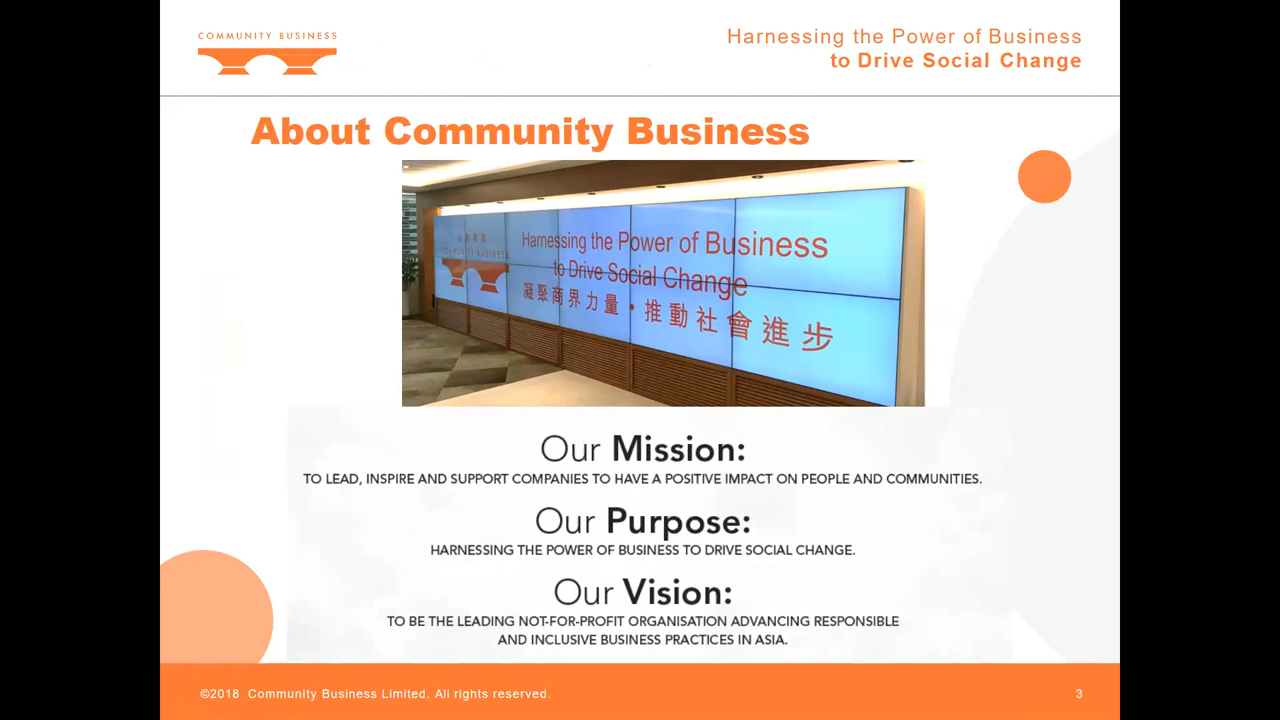 COMMUNITY BUSINESS
Harnessing the Power of Business
to Drive Social Change
About Community Business
COMMUNITY BUSINESS
Harnessing the Power of Business
to Drive Social Change
凝聚商界力量・推動社會進步
Our Mission:
TO LEAD, INSPIRE AND SUPPORT COMPANIES TO HAVE A POSITIVE IMPACT ON PEOPLE AND COMMUNITIES.
Our Purpose:
HARNESSING THE POWER OF BUSINESS TO DRIVE SOCIAL CHANGE.
Our Vision:
TO BE THE LEADING NOT-FOR-PROFIT ORGANISATION ADVANCING RESPONSIBLE
AND INCLUSIVE BUSINESS PRACTICES IN ASIA.
©2018 Community Business Limited. All rights reserved.
3